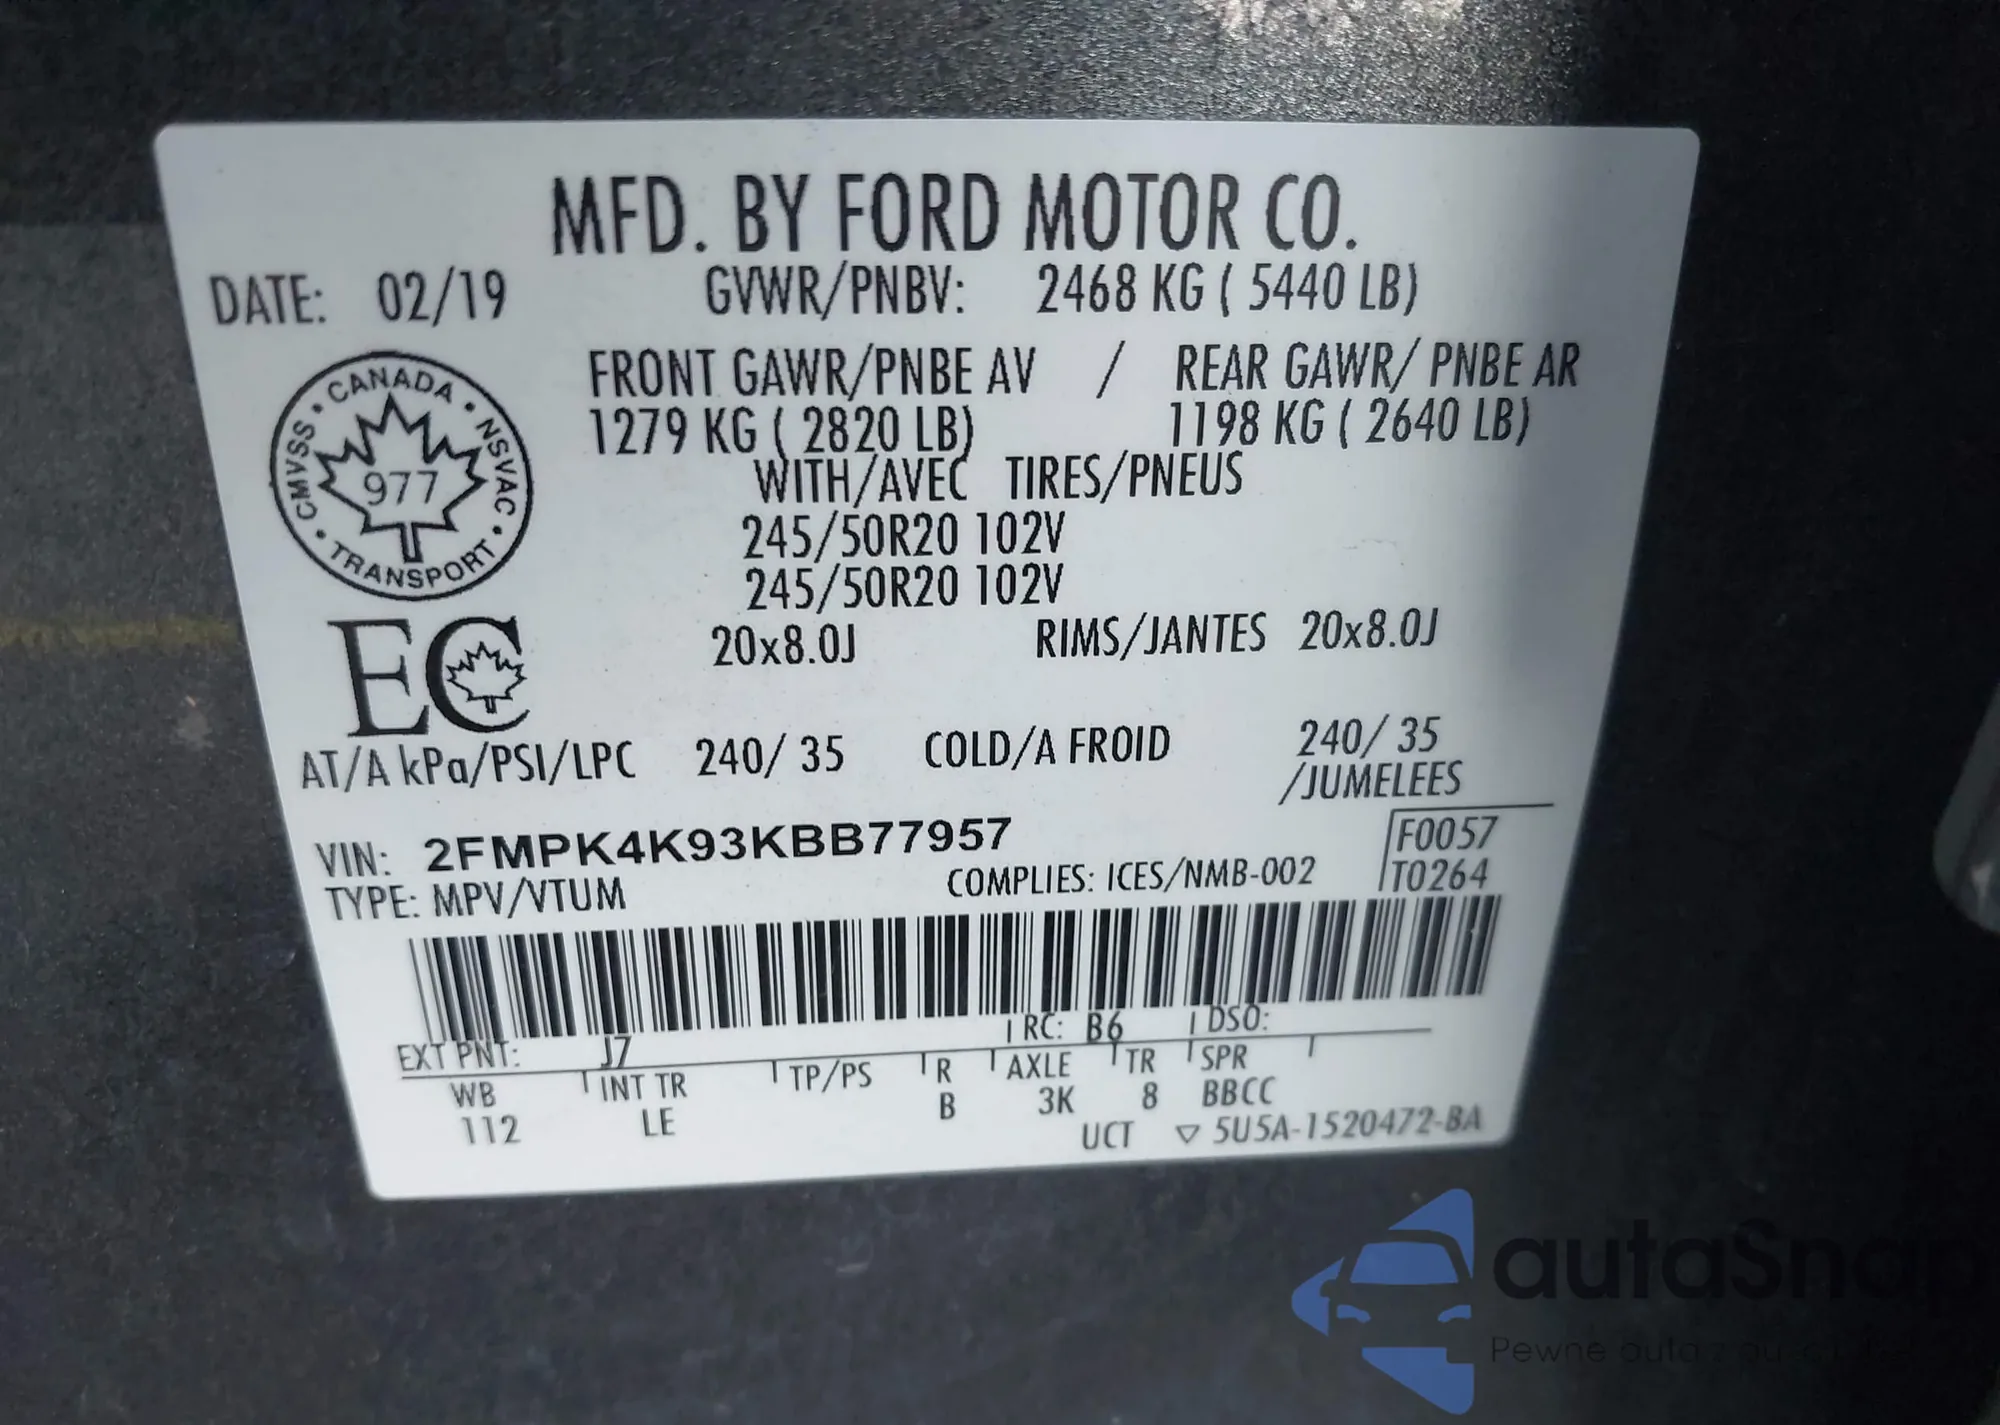 MFD. BY FORD MOTOR CO.
DATE: 02/19 GVWR/PNBV: 2468 KG ( 5440 LB)
FRONT GAWR/PNBE AV / REAR GAWR/ PNBE AR
1279 KG ( 2820 LB) 1198 KG ( 2640 LB)
WITH/AVEC TIRES/PNEUS
245/50R20 102V
245/50R20 102V
20x8.0J RIMS/JANTES 20x8.0J
CANADA • NSVAC • TRANSPORT • CMVSS •
977
EC
AT/A kPa/PSI/LPC 240/ 35 COLD/A FROID 240/ 35
/JUMELEES
VIN: 2FMPK4K93KBB77957 F0057
TYPE: MPV/VTUM COMPLIES: ICES/NMB-002 T0264
EXT PNT: J7 RC: B6 DSO:
WB INT TR TP/PS R AXLE TR SPR
112 LE B 3K 8 BBCC
UCT ▽ 5U5A-1520472-BA
autaSnap
Pewne auta z